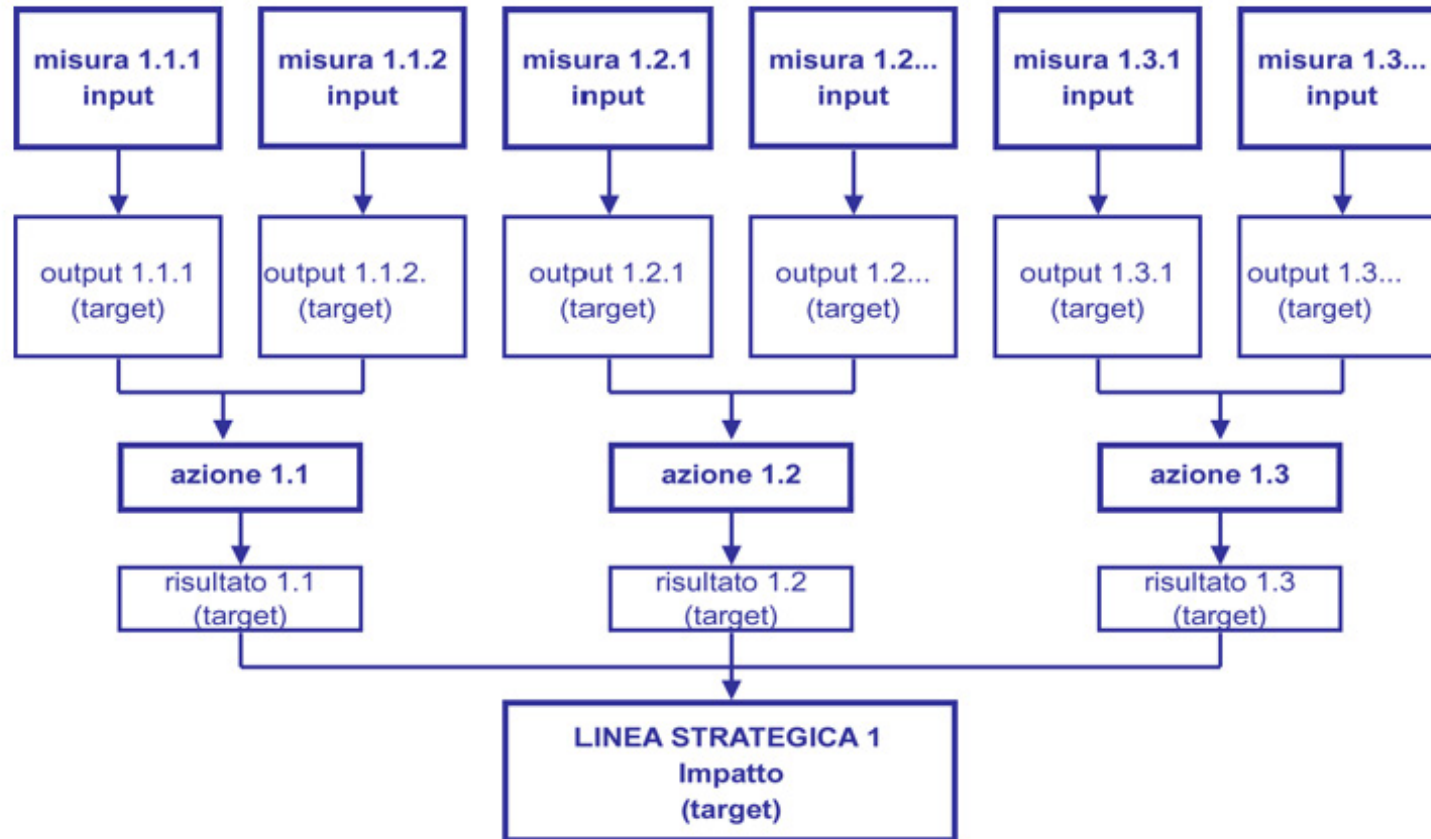 misura 1.1.1
input
misura 1.1.2
input
misura 1.2.1
input
misura 1.2...
input
misura 1.3.1
input
misura 1.3...
input
output 1.1.1
(target)
output 1.1.2.
(target)
output 1.2.1
(target)
output 1.2...
(target)
output 1.3.1
(target)
output 1.3...
(target)
azione 1.1
azione 1.2
azione 1.3
risultato 1.1
(target)
risultato 1.2
(target)
risultato 1.3
(target)
LINEA STRATEGICA 1
Impatto
(target)